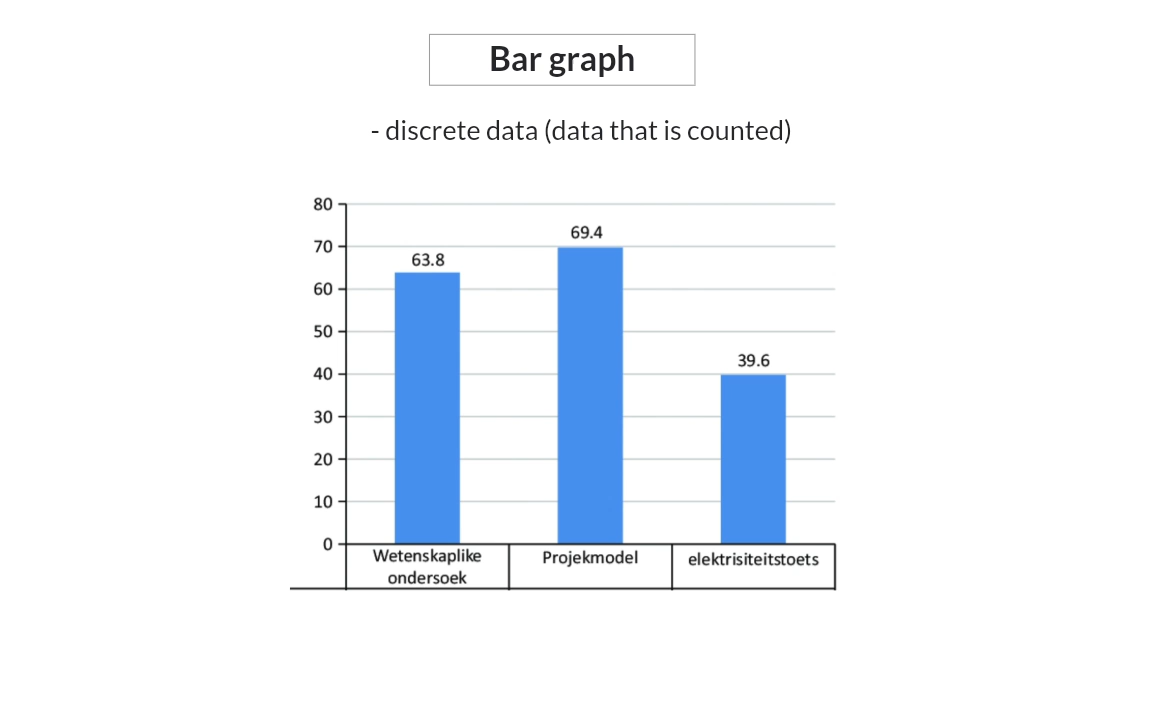 Bar graph
- discrete data (data that is counted)
80
70
60
50
40
30
20
10
0
63.8
69.4
39.6
Wetenskaplike
ondersoek
Projekmodel
elektrisiteitstoets